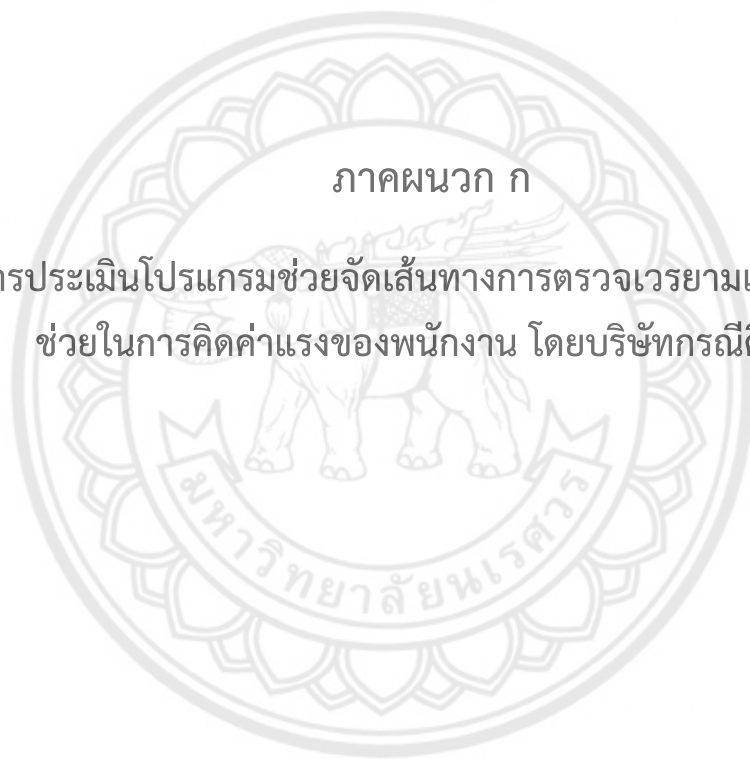 ภาคผนวก ก
การประเมินโปรแกรมช่วยจัดเส้นทางการตรวจเวรยาม
ช่วยในการคิดค่าแรงของพนักงาน โดยบริษัทกรณี
มหาวิทยาลัยนเรศวร